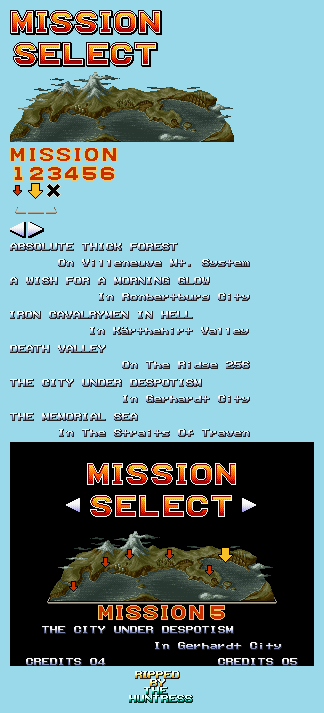 MISSION
SELECT
MISSION
123456
ABSOLUTE THICK FOREST
On Villeneuve Mt. System
A WISH FOR A MORNING GLOW
In Ronbertburg City
IRON CAVALRYMEN IN HELL
In Kärthehirt Valley
DEATH VALLEY
On The Ridge 256
THE CITY UNDER DESPOTISM
In Gerhardt City
THE MEMORIAL SEA
In The Straits Of Traven
MISSION
SELECT
MISSION 5
THE CITY UNDER DESPOTISM
In Gerhardt City
CREDITS 04 CREDITS 05
RIPPED
BY
THE
HUNTRESS